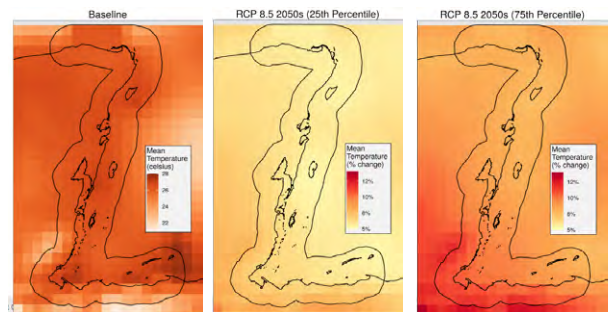 Baseline
RCP 8.5 2050s (25th Percentile)
RCP 8.5 2050s (75th Percentile)
Mean
Temperature
(celsius)
28
26
24
22
Mean
Temperature
(% change)
12%
10%
8%
5%
Mean
Temperature
(% change)
12%
10%
8%
5%